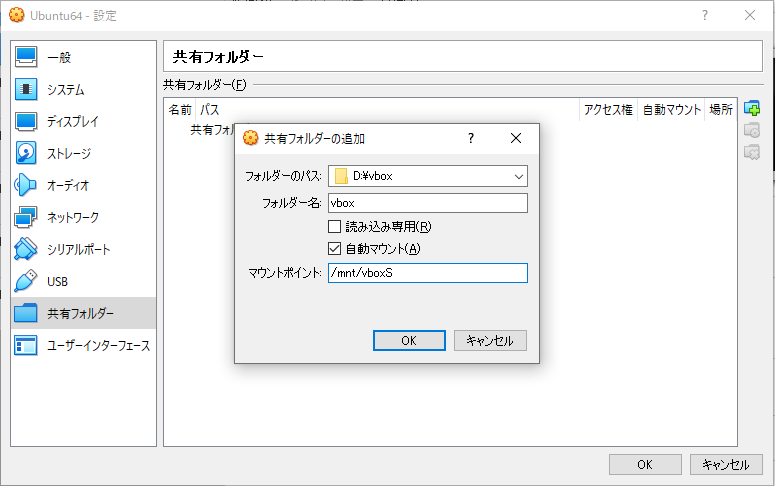 Ubuntu64 - 設定
一般
システム
ディスプレイ
ストレージ
オーディオ
ネットワーク
シリアルポート
USB
共有フォルダー
ユーザーインターフェース
共有フォルダー
共有フォルダー(F)
名前 パス アクセス権 自動マウント 場所
共有フォル
共有フォルダーの追加
フォルダーのパス: D:¥vbox
フォルダー名: vbox
読み込み専用(R)
自動マウント(A)
マウントポイント: /mnt/vboxS
OK キャンセル
OK キャンセル